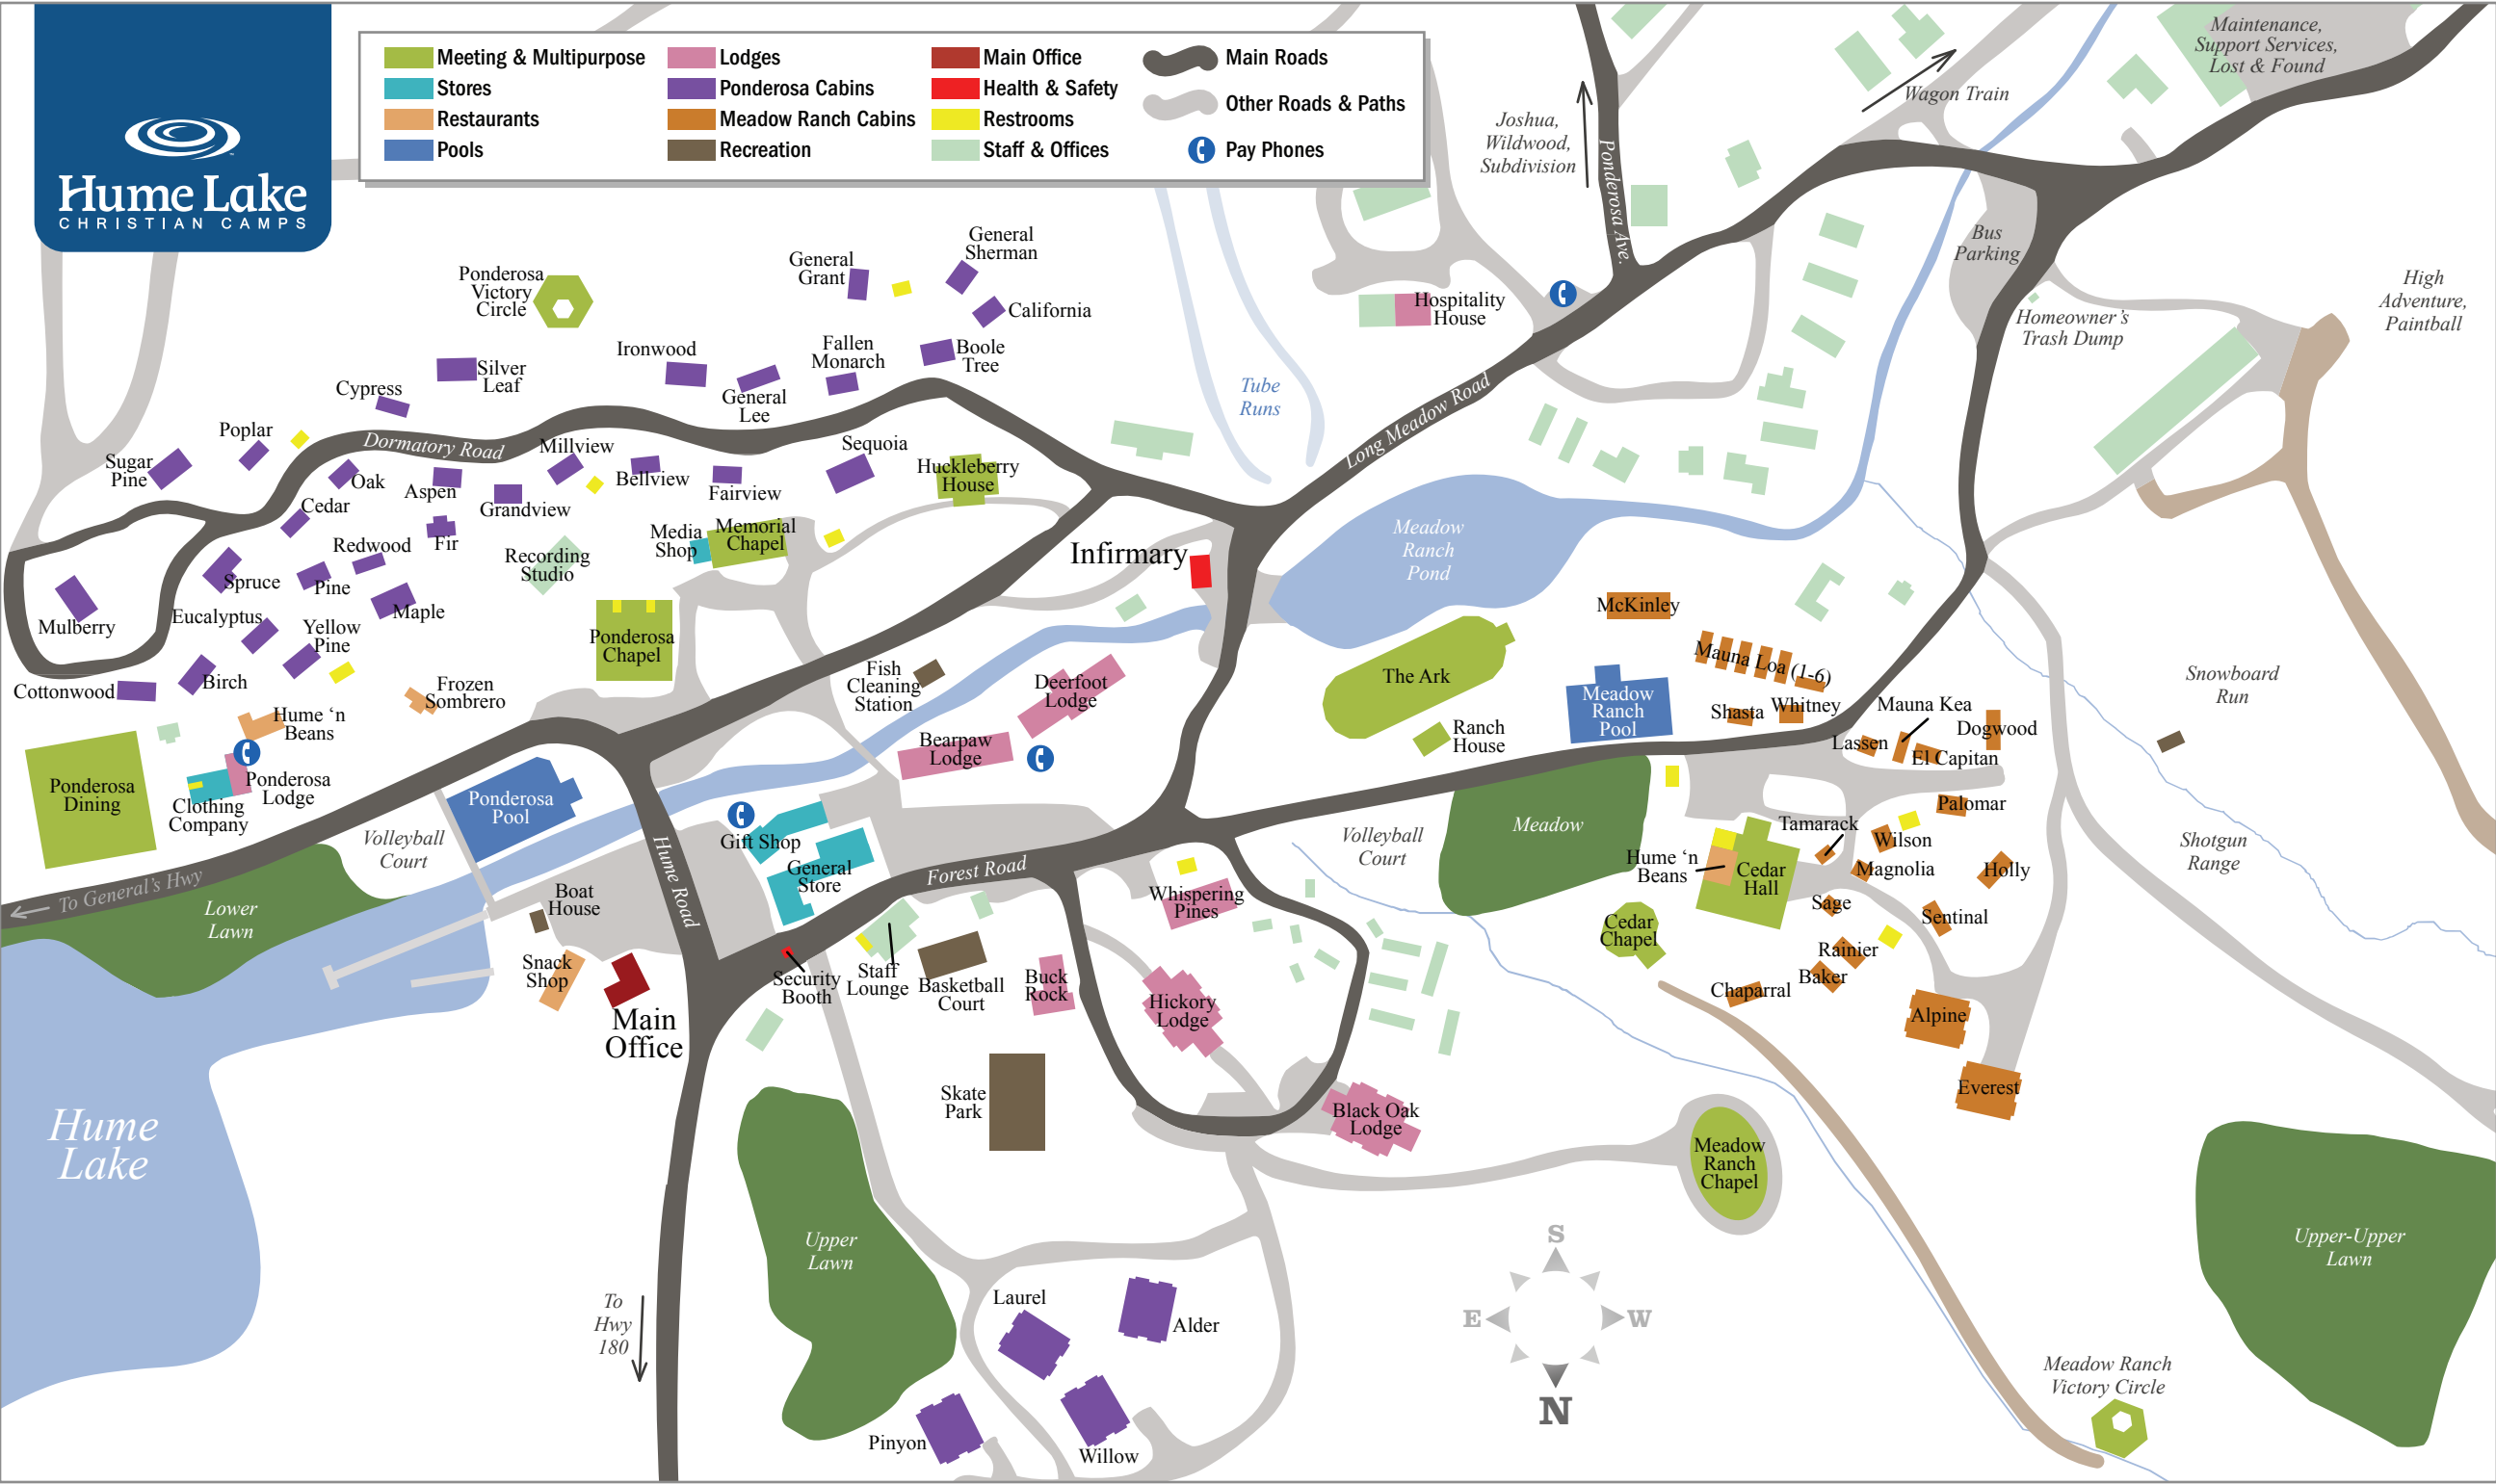 Hume Lake
CHRISTIAN CAMPS
Meeting & Multipurpose
Stores
Restaurants
Pools
Lodges
Ponderosa Cabins
Meadow Ranch Cabins
Recreation
Main Office
Health & Safety
Restrooms
Staff & Offices
Main Roads
Other Roads & Paths
Pay Phones
Joshua,
Wildwood,
Subdivision
Ponderosa Ave.
Wagon Train
Maintenance,
Support Services,
Lost & Found
Bus
Parking
Homeowner's
Trash Dump
High
Adventure,
Paintball
Ponderosa
Victory
Circle
General
Grant
General
Sherman
California
Hospitality
House
Silver
Leaf
Cypress
Ironwood
General
Lee
Fallen
Monarch
Boole
Tree
Tube
Runs
Long Meadow Road
Poplar
Sugar
Pine
Dormatory Road
Oak
Aspen
Millview
Grandview
Bellview
Fairview
Sequoia
Huckleberry
House
Cedar
Fir
Redwood
Recording
Studio
Media
Shop
Memorial
Chapel
Infirmary
Meadow
Ranch
Pond
Mulberry
Spruce
Pine
Maple
Eucalyptus
Yellow
Pine
Ponderosa
Chapel
McKinley
Mauna Loa (1-6)
The Ark
Cottonwood
Birch
Frozen
Sombrero
Fish
Cleaning
Station
Deerfoot
Lodge
Bearpaw
Lodge
Ranch
House
Meadow
Ranch
Pool
Shasta
Whitney
Mauna Kea
Lassen
El Capitan
Dogwood
Snowboard
Run
Hume ‘n
Beans
Ponderosa
Dining
Clothing
Company
Ponderosa
Lodge
Ponderosa
Pool
Volleyball
Court
Gift Shop
General
Store
Hume Road
Forest Road
Volleyball
Court
Meadow
Palomar
Tamarack
Wilson
Magnolia
Holly
Shotgun
Range
Hume ‘n
Beans
Cedar
Hall
Sage
Sentinal
To General's Hwy
Lower
Lawn
Boat
House
Snack
Shop
Main
Office
Security
Booth
Staff
Lounge
Basketball
Court
Buck
Rock
Whispering
Pines
Hickory
Lodge
Cedar
Chapel
Rainier
Baker
Chaparral
Alpine
Everest
Hume
Lake
Skate
Park
Black Oak
Lodge
Meadow
Ranch
Chapel
Upper
Lawn
To
Hwy
180
Laurel
Alder
Pinyon
Willow
S
E
W
N
Upper-Upper
Lawn
Meadow Ranch
Victory Circle